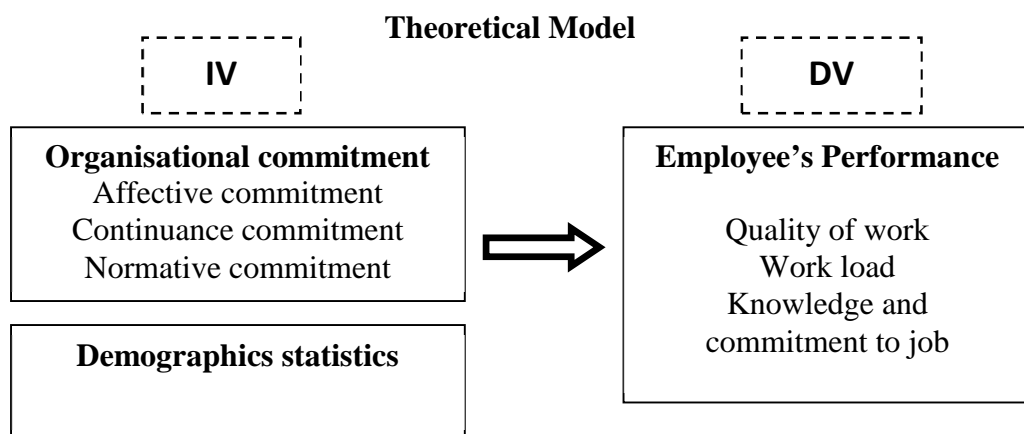 Theoretical Model
IV
DV
Organisational commitment
Affective commitment
Continuance commitment
Normative commitment
Demographics statistics
Employee's Performance
Quality of work
Work load
Knowledge and
commitment to job